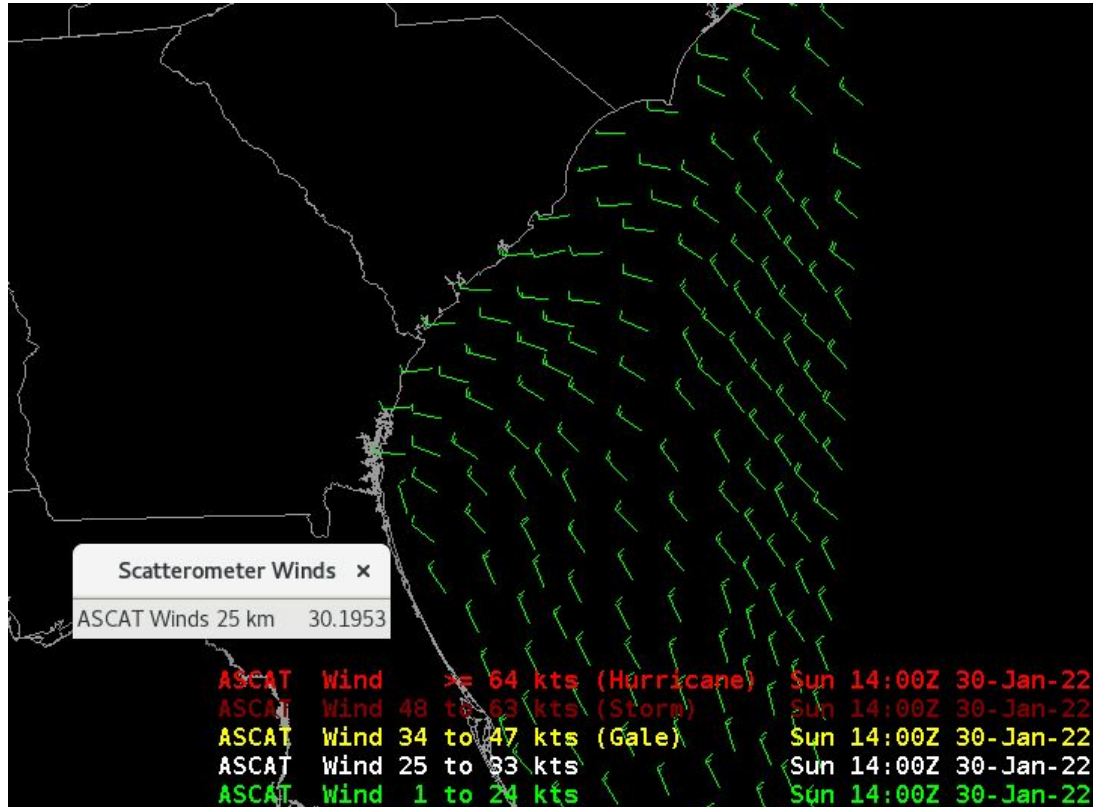 Scatterometer Winds ×
ASCAT Winds 25 km 30.1953
ASCAT Wind >= 64 kts (Hurricane) Sun 14:00Z 30-Jan-22
ASCAT Wind 48 to 63 kts (Storm) Sun 14:00Z 30-Jan-22
ASCAT Wind 34 to 47 kts (Gale) Sun 14:00Z 30-Jan-22
ASCAT Wind 25 to 33 kts Sun 14:00Z 30-Jan-22
ASCAT Wind 1 to 24 kts Sun 14:00Z 30-Jan-22